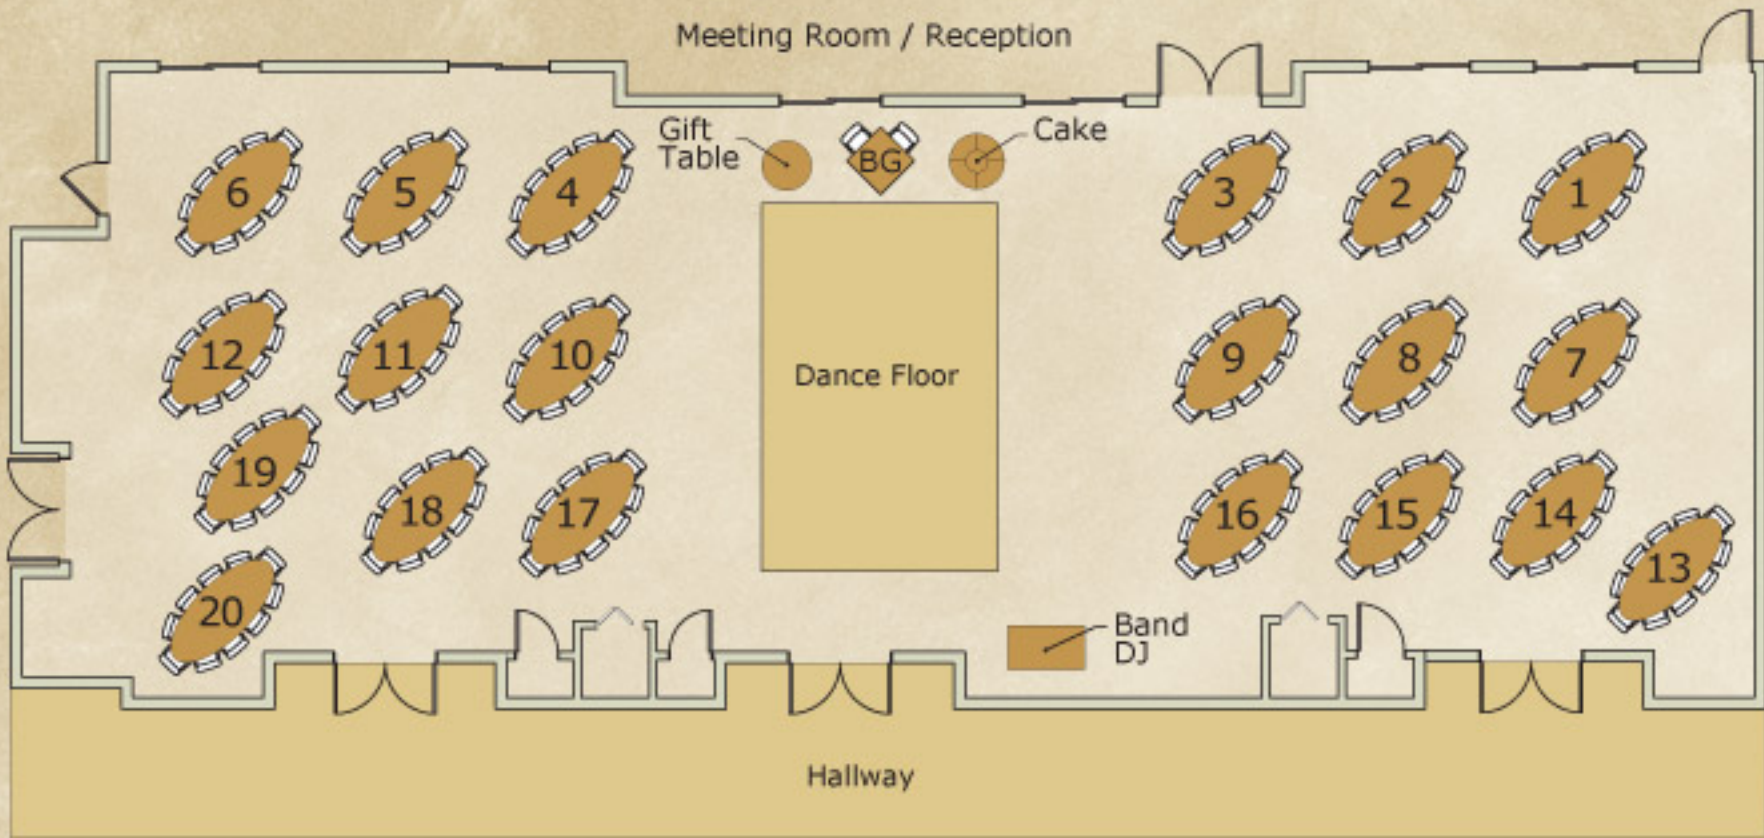 Meeting Room / Reception
Gift
Table
BG
Cake
6
5
4
3
2
1
12
11
10
Dance Floor
9
8
7
19
18
17
16
15
14
13
20
Band
DJ
Hallway